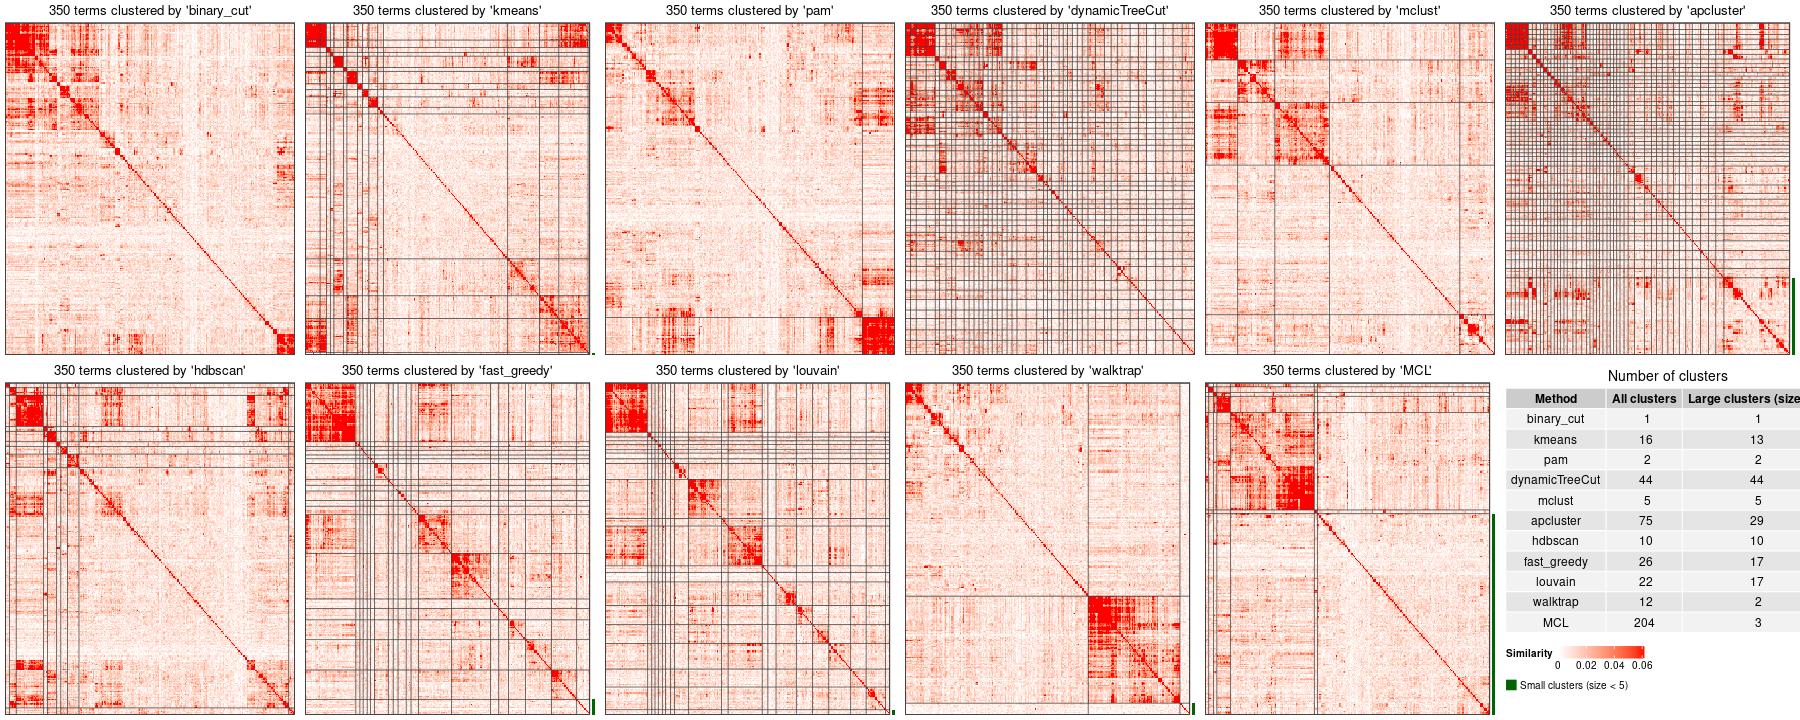 350 terms clustered by 'binary_cut'
350 terms clustered by 'kmeans'
350 terms clustered by 'pam'
350 terms clustered by 'dynamicTreeCut'
350 terms clustered by 'mclust'
350 terms clustered by 'apcluster'
350 terms clustered by 'hdbscan'
350 terms clustered by 'fast_greedy'
350 terms clustered by 'louvain'
350 terms clustered by 'walktrap'
350 terms clustered by 'MCL'
Number of clusters
Method All clusters Large clusters (size
binary_cut 1 1
kmeans 16 13
pam 2 2
dynamicTreeCut 44 44
mclust 5 5
apcluster 75 29
hdbscan 10 10
fast_greedy 26 17
louvain 22 17
walktrap 12 2
MCL 204 3
Similarity
0 0.02 0.04 0.06
Small clusters (size < 5)